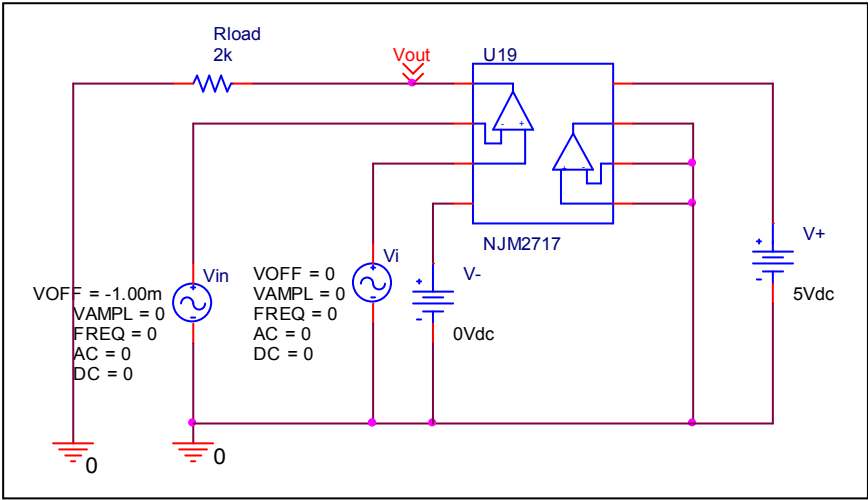 Rload
2k
Vout
U19
- +
+ -
NJM2717
Vin
VOFF = -1.00m
VAMPL = 0
FREQ = 0
AC = 0
DC = 0
+
-
Vi
VOFF = 0
VAMPL = 0
FREQ = 0
AC = 0
DC = 0
+
-
V-
+
-
0Vdc
V+
+
-
5Vdc
0
0